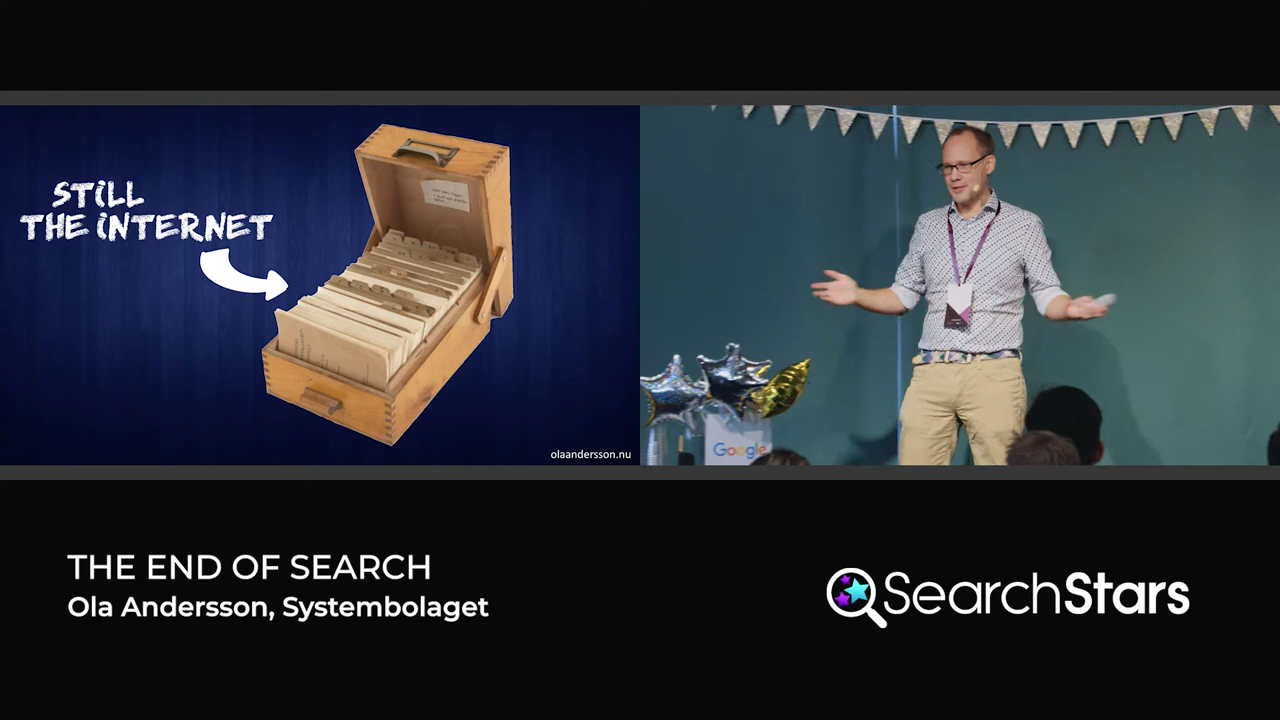 STiLL
THE iNTERNET
olaandersson.nu
Google
THE END OF SEARCH
Ola Andersson, Systembolaget
SearchStars